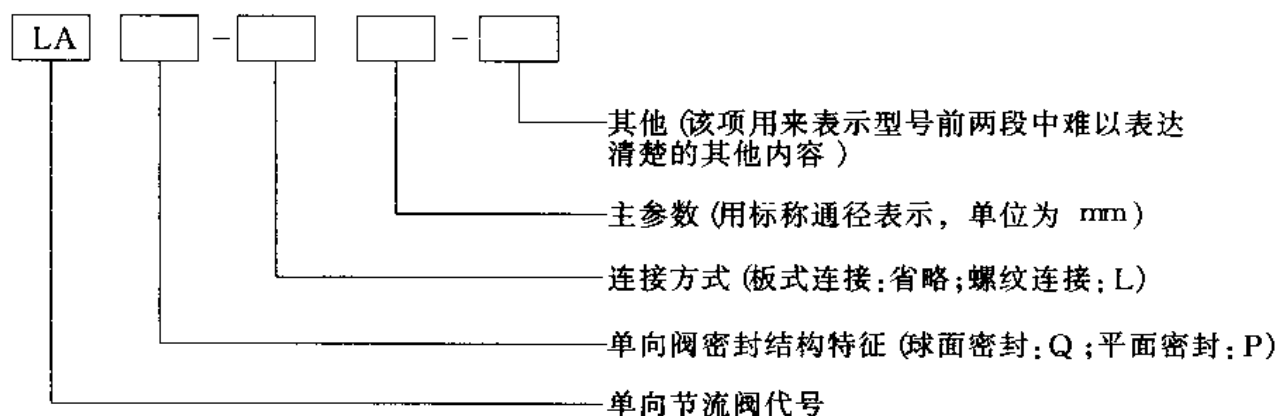 LA - -
其他(该项用来表示型号前两段中难以表达
清楚的其他内容)
主参数(用标称通径表示，单位为 mm)
连接方式(板式连接:省略;螺纹连接:L)
单向阀密封结构特征(球面密封:Q;平面密封:P)
单向节流阀代号